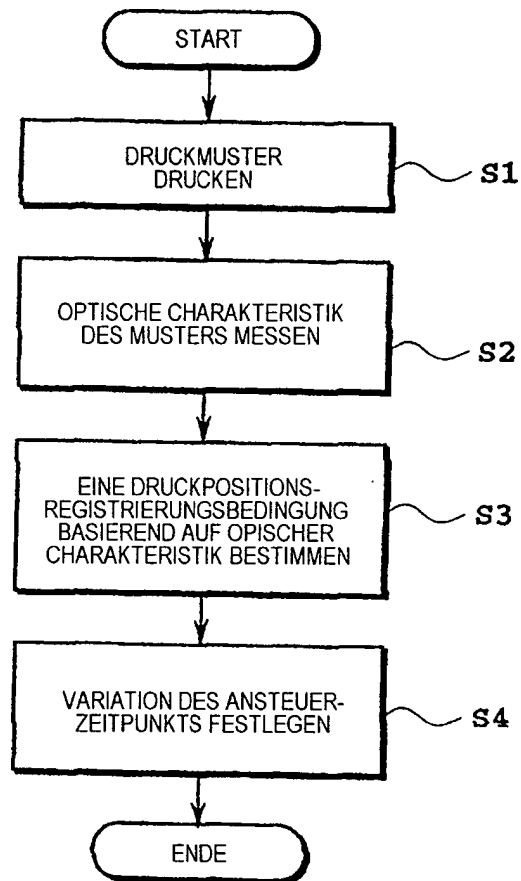 START
DRUCKMUSTER
DRUCKEN
S1
OPTISCHE CHARAKTERISTIK
DES MUSTERS MESSEN
S2
EINE DRUCKPOSITIONS-
REGISTRIERUNGSBEDINGUNG
BASIEREND AUF OPISCHER
CHARAKTERISTIK BESTIMMEN
S3
VARIATION DES ANSTEUER-
ZEITPUNKTS FESTLEGEN
S4
ENDE